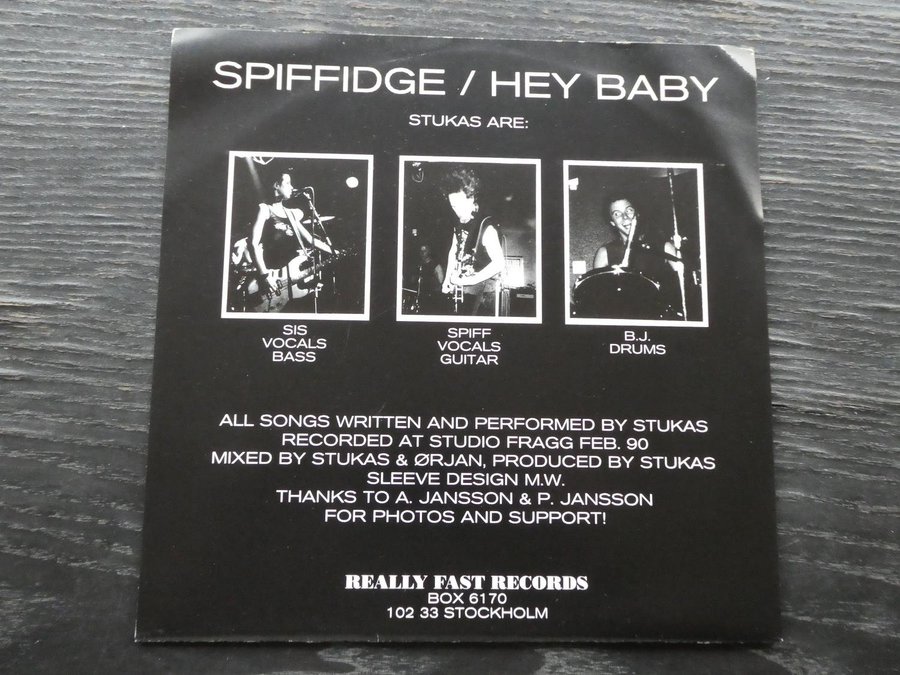 SPIFFIDGE / HEY BABY
STUKAS ARE:
SIS
VOCALS
BASS
SPIFF
VOCALS
GUITAR
B.J.
DRUMS
ALL SONGS WRITTEN AND PERFORMED BY STUKAS
RECORDED AT STUDIO FRAGG FEB. 90
MIXED BY STUKAS & ØRJAN, PRODUCED BY STUKAS
SLEEVE DESIGN M.W.
THANKS TO A. JANSSON & P. JANSSON
FOR PHOTOS AND SUPPORT!
REALLY FAST RECORDS
BOX 6170
102 33 STOCKHOLM